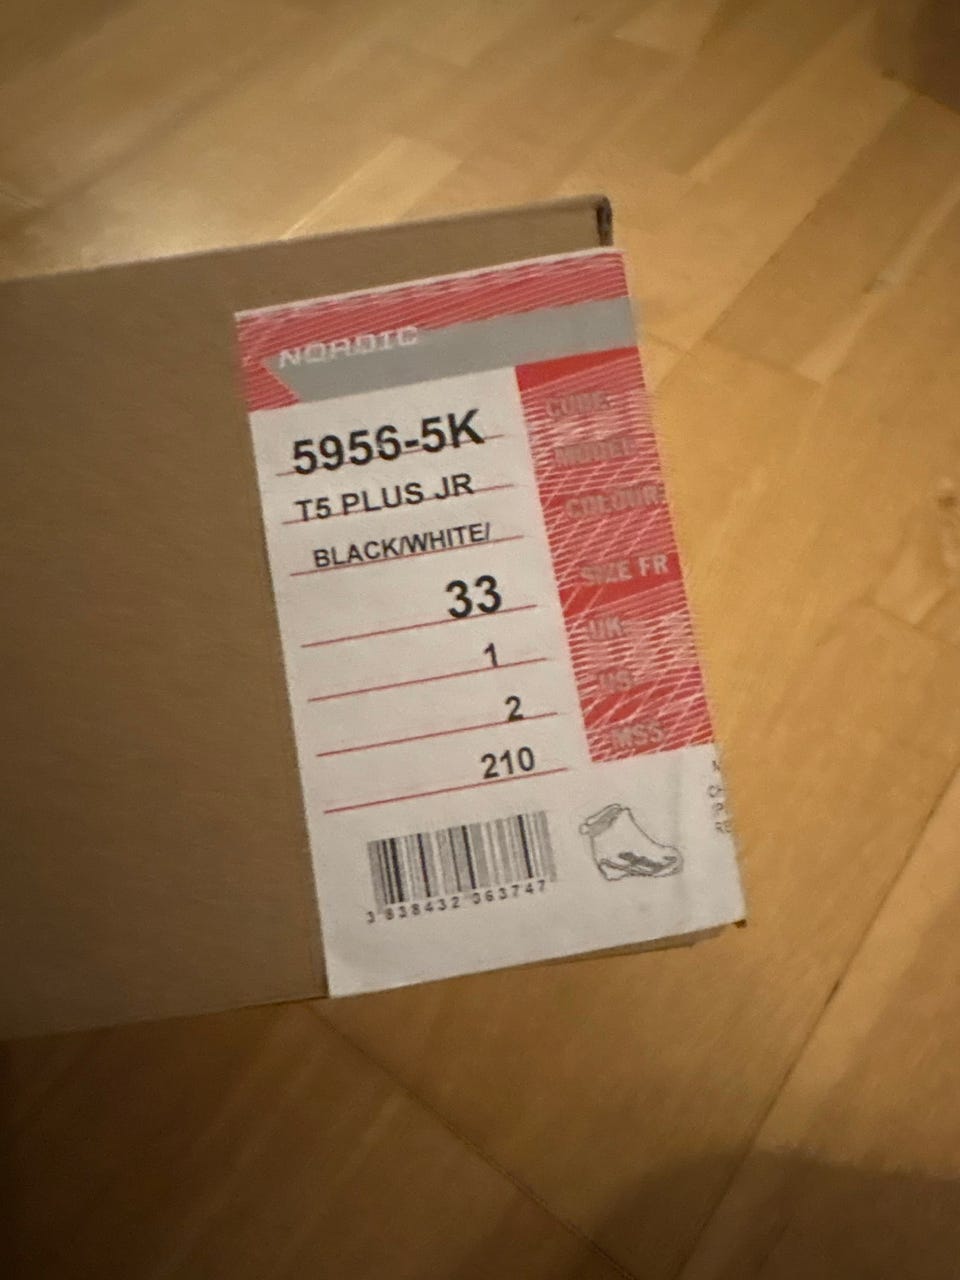 NORDIC
5956-5K CODE
T5 PLUS JR MODEL
BLACK/WHITE/ COLOUR
33 SIZE FR
1 UK
2 US
210 MSS
3 838432 063747